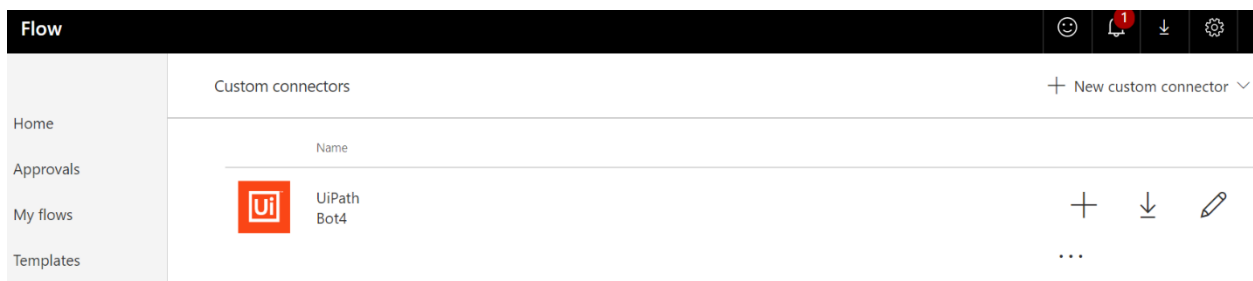 Flow
1
Custom connectors
New custom connector
Home
Name
Approvals
Ui
UiPath
Bot4
My flows
Templates
...